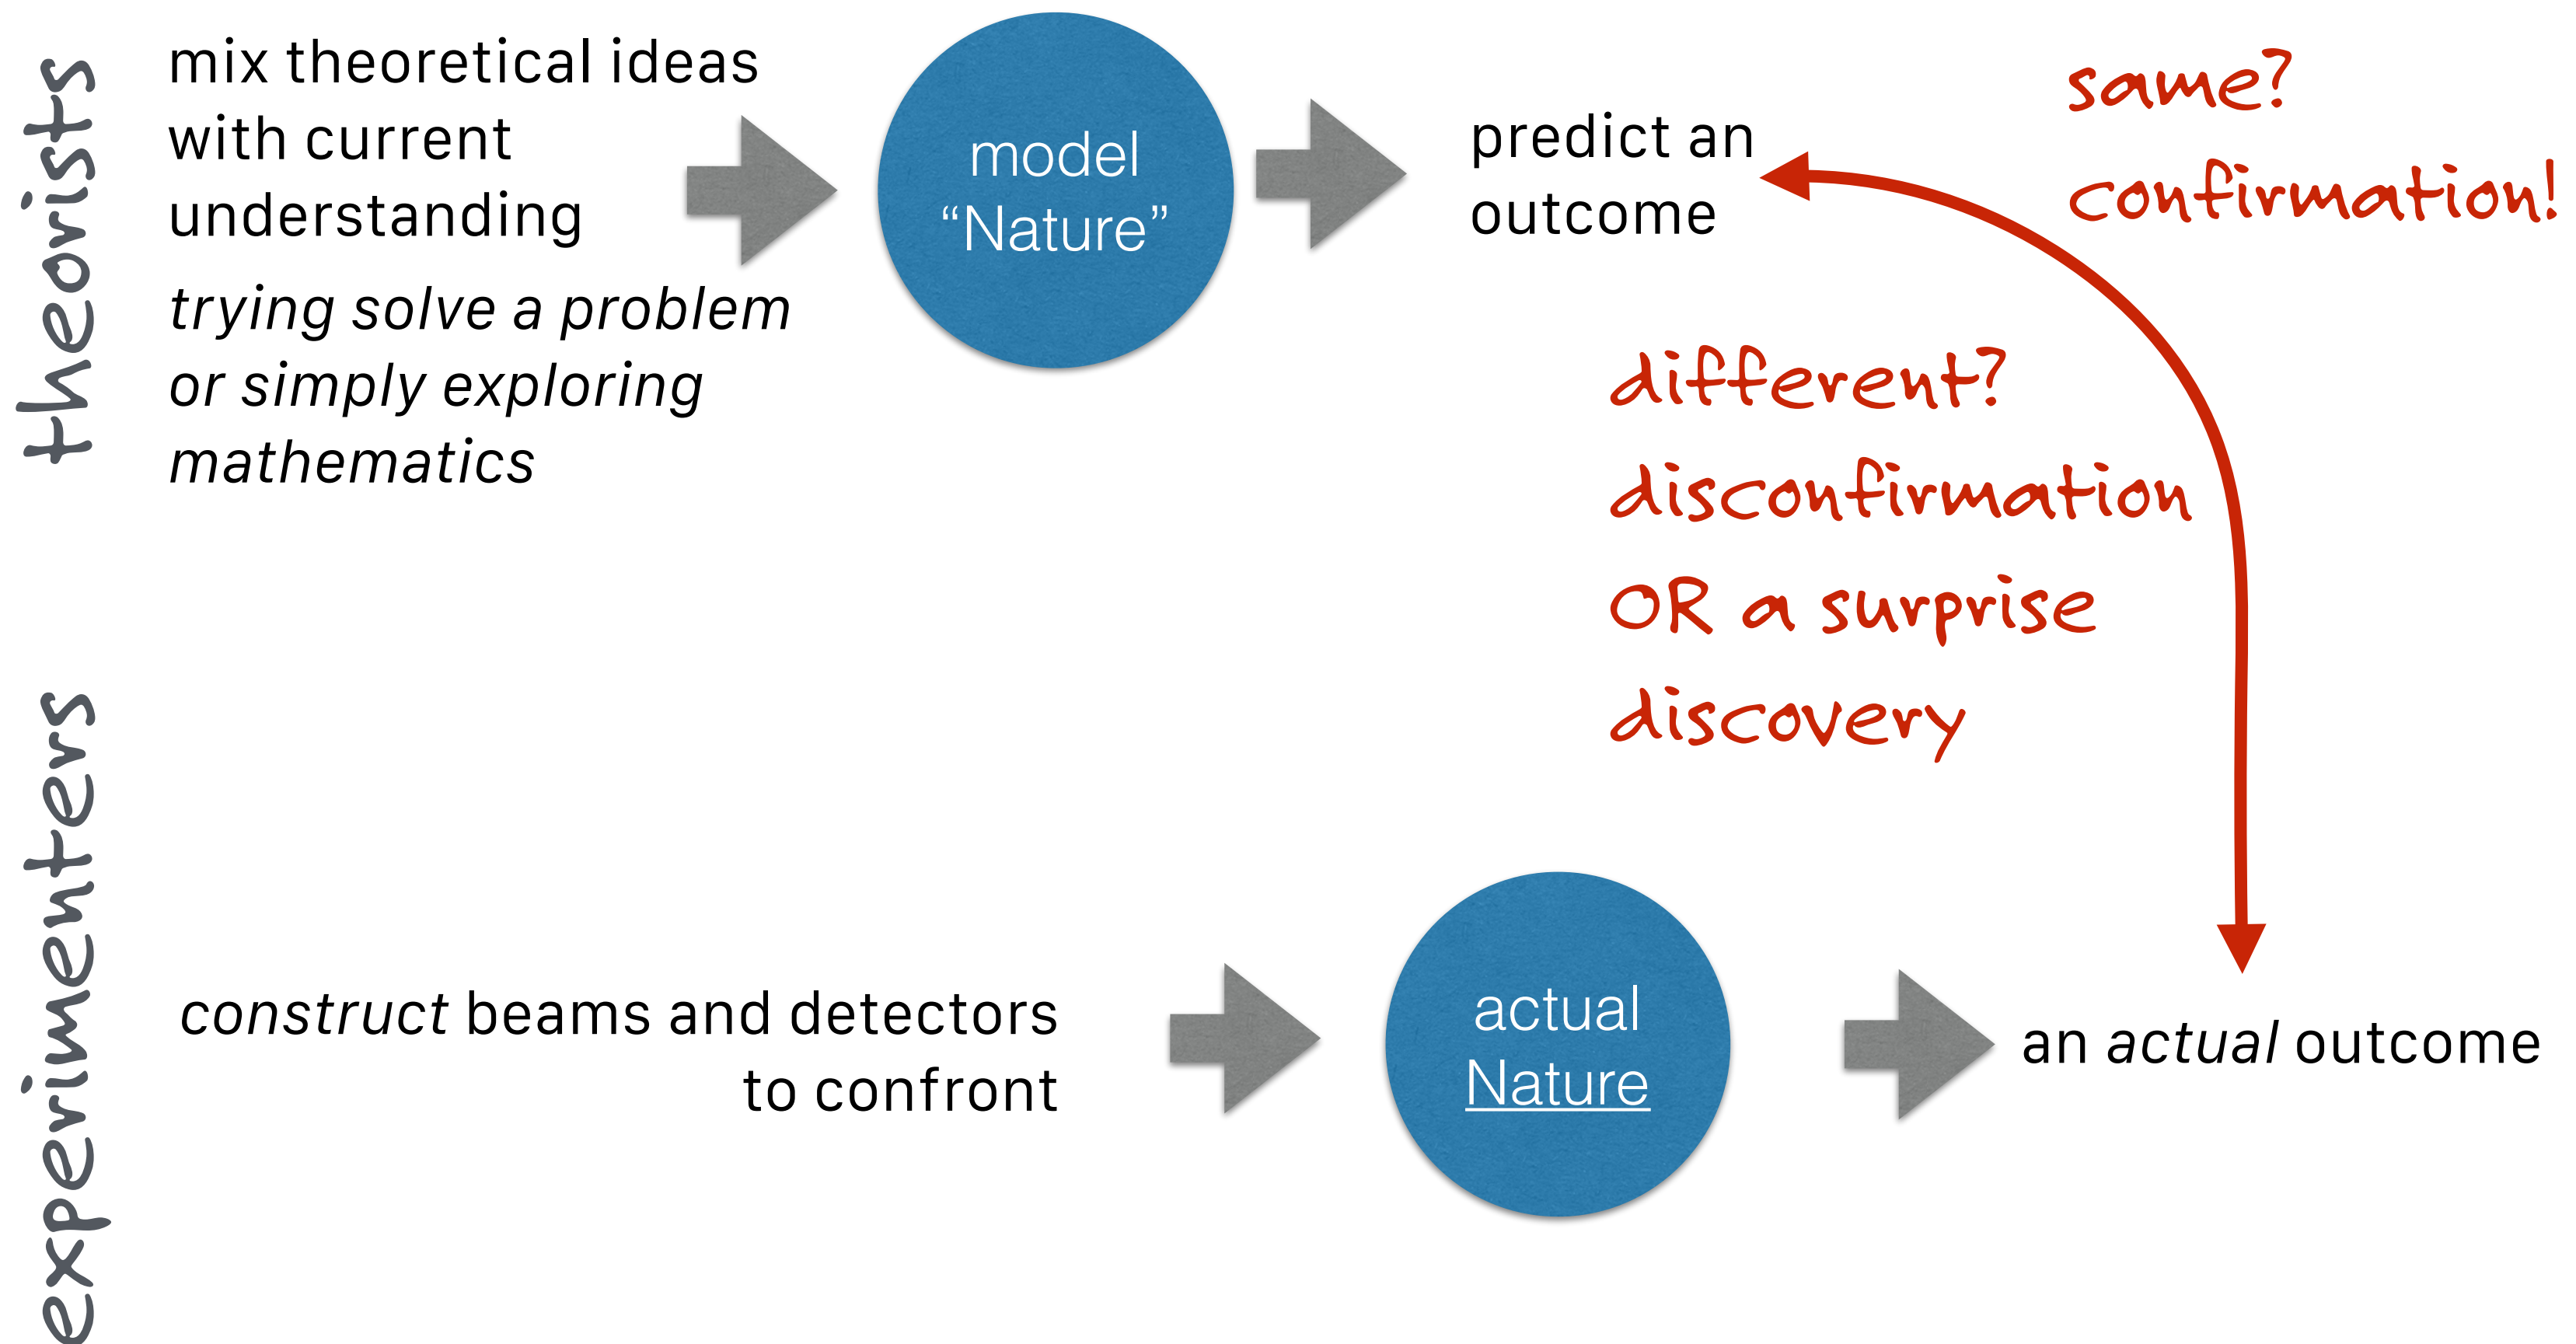 theorists
mix theoretical ideas
with current
understanding
trying solve a problem
or simply exploring
mathematics
model
“Nature”
predict an
outcome
same?
confirmation!
different?
disconfirmation
OR a surprise
discovery
experimenters
construct beams and detectors
to confront
actual
Nature
an actual outcome